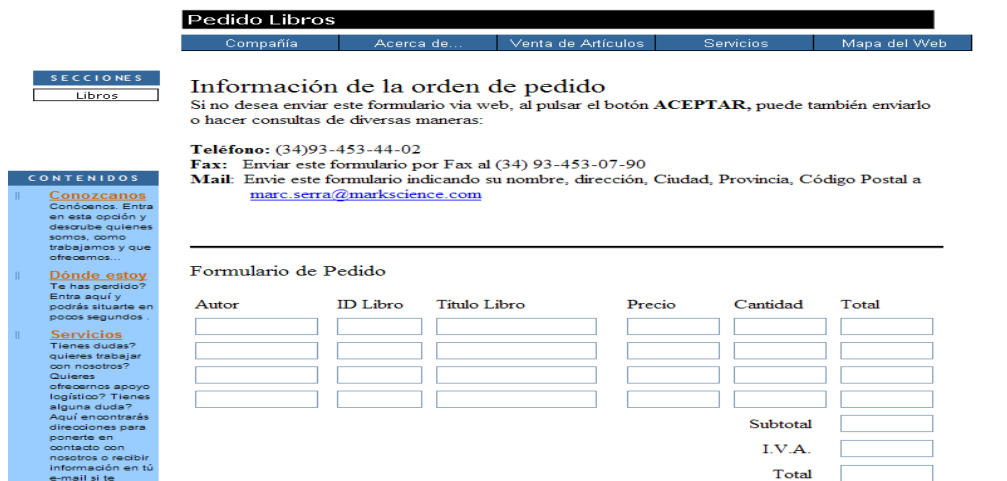 Pedido Libros
Compañía Acerca de... Venta de Artículos Servicios Mapa del Web
SECCIONES
Libros
Información de la orden de pedido
Si no desea enviar este formulario via web, al pulsar el botón ACEPTAR, puede también enviarlo
o hacer consultas de diversas maneras:
Teléfono: (34)93-453-44-02
Fax: Enviar este formulario por Fax al (34) 93-453-07-90
Mail: Envie este formulario indicando su nombre, dirección, Ciudad, Provincia, Código Postal a
marc.serra@markscience.com
CONTENIDOS
Conozcanos
Conócenos. Entra
en esta opción y
descrube quienes
somos, como
trabajamos y que
ofrecemos...
Dónde estoy
Te has perdido?
Entra aquí y
podrás situarte en
pocos segundos .
Servicios
Tienes dudas?
quieres trabajar
con nosotros?
Quieres
ofrecernos apoyo
logístico? Tienes
alguna duda?
Aquí encontrarás
direcciones para
ponerte en
contacto con
nosotros o recibir
información en tú
e-mail si te
Formulario de Pedido
Autor ID Libro Titulo Libro Precio Cantidad Total
Subtotal
I.V.A.
Total